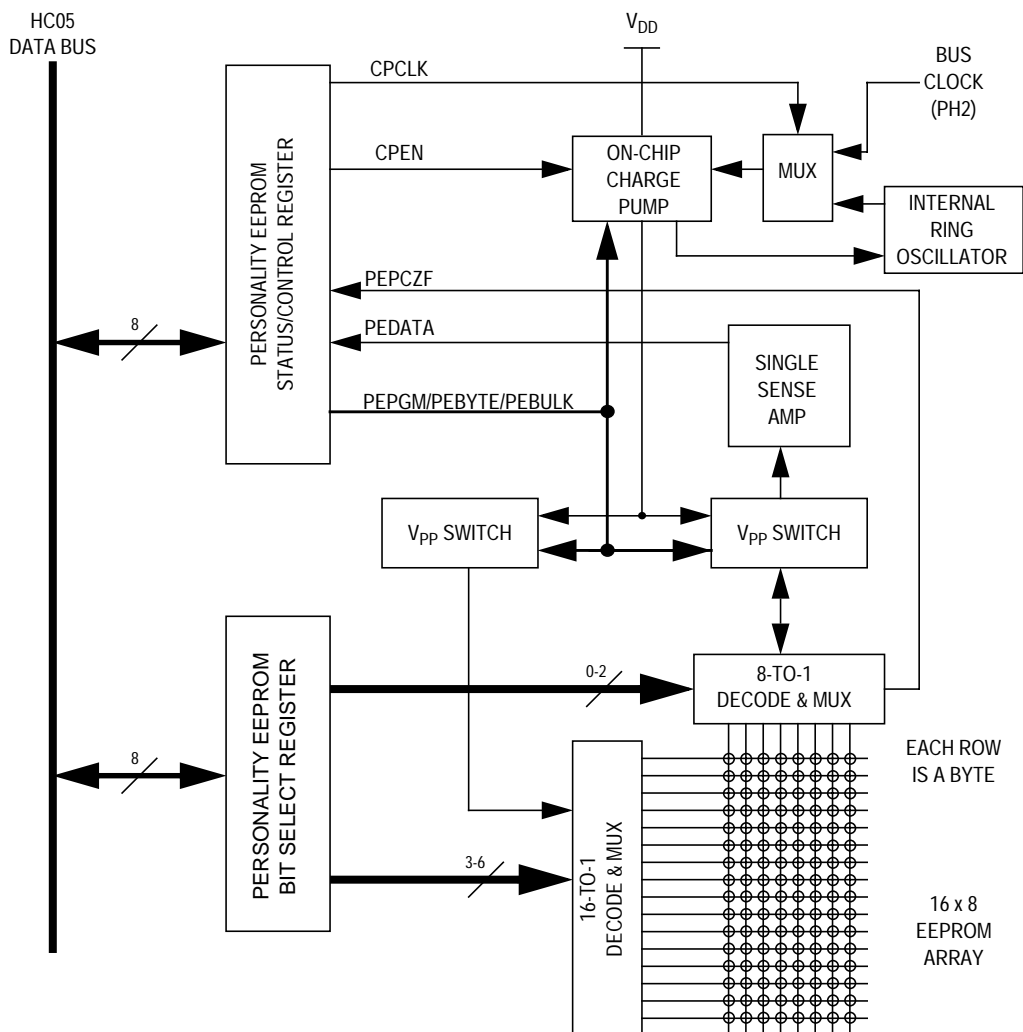 HC05
DATA BUS
V_DD
BUS
CLOCK
(PH2)
CPCLK
CPEN
ON-CHIP
CHARGE
PUMP
MUX
INTERNAL
RING
OSCILLATOR
PERSONALITY EEPROM
STATUS/CONTROL REGISTER
PEPCZF
PEDATA
8
SINGLE
SENSE
AMP
PEPGM/PEBYTE/PEBULK
V_PP SWITCH
V_PP SWITCH
PERSONALITY EEPROM
BIT SELECT REGISTER
0-2
8-TO-1
DECODE & MUX
8
EACH ROW
IS A BYTE
3-6
16-TO-1
DECODE & MUX
16 x 8
EEPROM
ARRAY